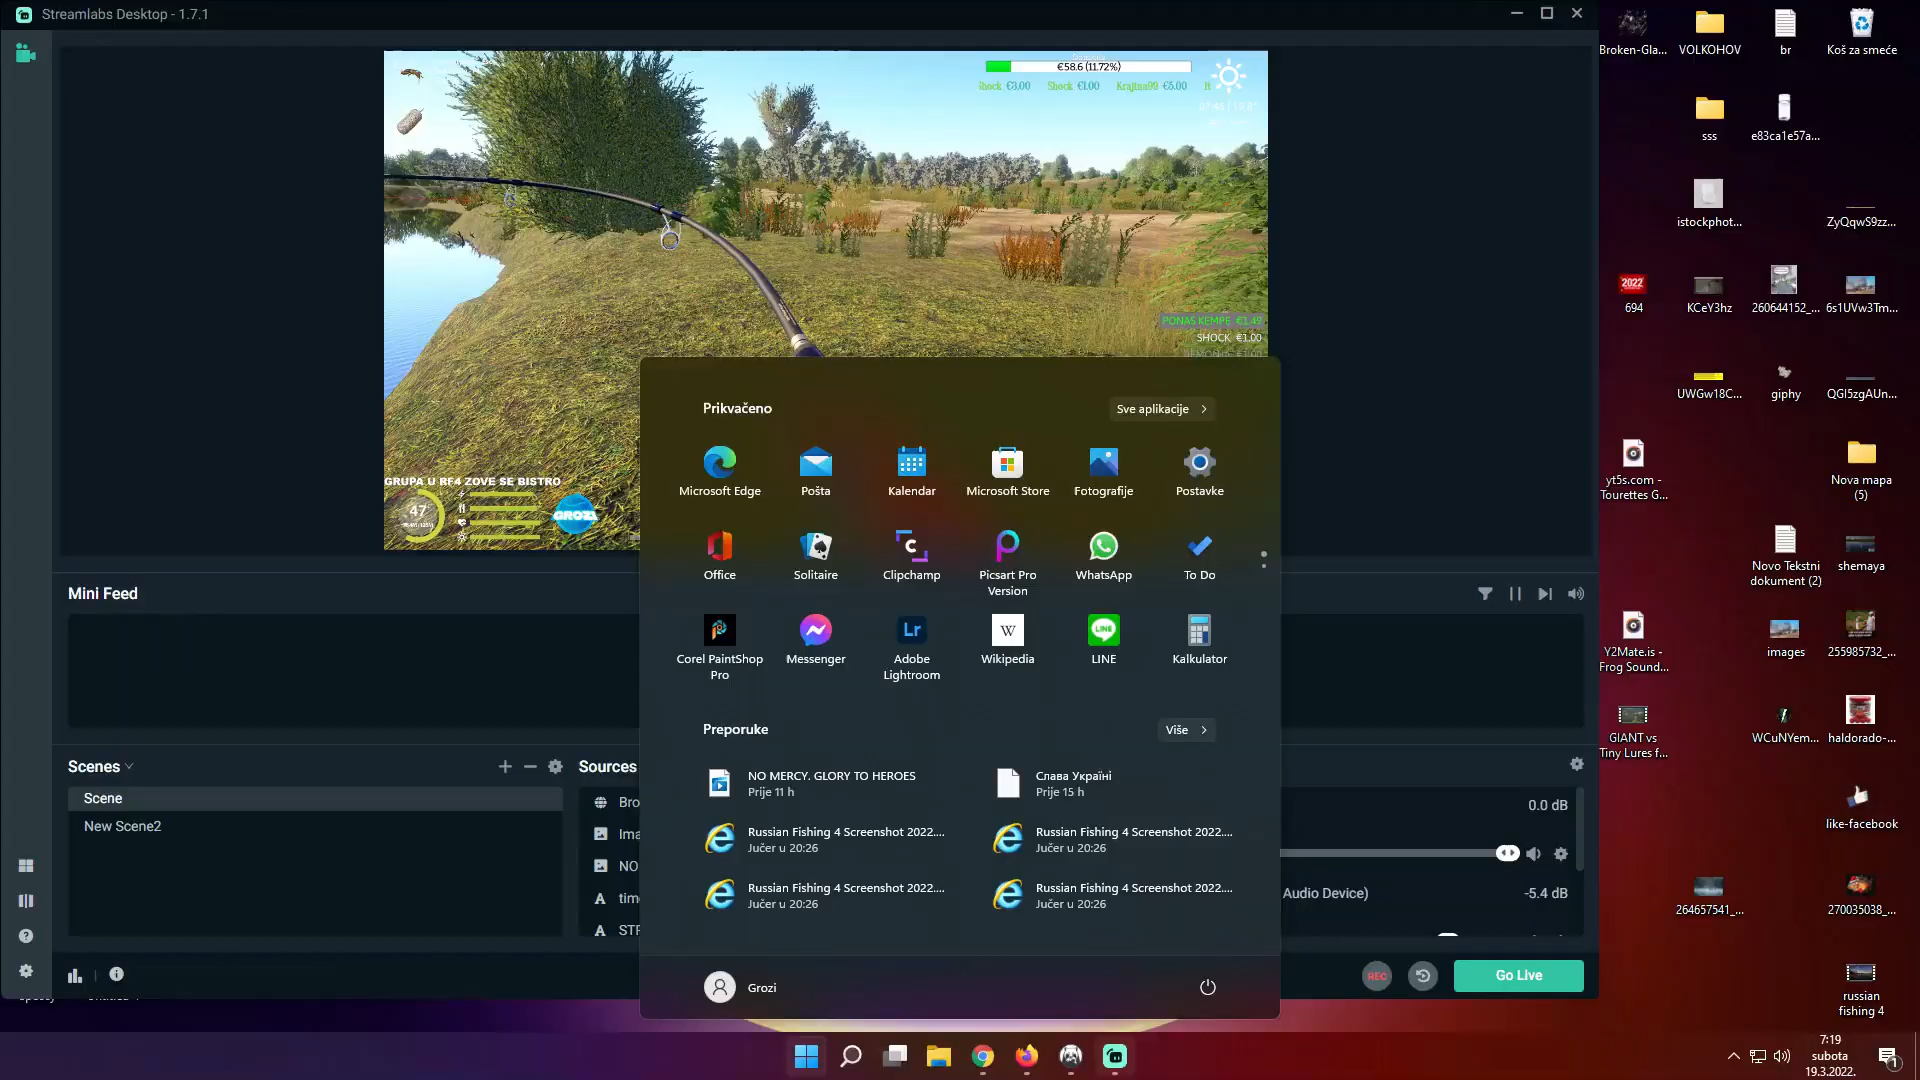 Streamlabs Desktop - 1.7.1
€58.6 (11.72%)
Shock €1.00
Krajina99 €5.00
PONAS KEMPE €1.49
SHOCK €1.00
GRUPA U RF4 ZOVE SE BISTRO
47
GROZI
Mini Feed
Scenes
Scene
New Scene2
Sources
Bro
Ima
NO
tim
STR
0.0 dB
Audio Device)
-5.4 dB
REC
Go Live
Prikvačeno
Sve aplikacije
Microsoft Edge
Pošta
Kalendar
Microsoft Store
Fotografije
Postavke
Office
Solitaire
Clipchamp
Picsart Pro
Version
WhatsApp
To Do
Corel PaintShop
Pro
Messenger
Lr
Adobe
Lightroom
W
Wikipedia
LINE
LINE
Kalkulator
Preporuke
Više
NO MERCY. GLORY TO HEROES
Prije 11 h
Слава Україні
Prije 15 h
Russian Fishing 4 Screenshot 2022....
Jučer u 20:26
Russian Fishing 4 Screenshot 2022....
Jučer u 20:26
Russian Fishing 4 Screenshot 2022....
Jučer u 20:26
Russian Fishing 4 Screenshot 2022....
Jučer u 20:26
Grozi
Broken-Gla...
VOLKOHOV
br
Koš za smeće
sss
e83ca1e57a...
istockphot...
ZyQqwS9zz...
2022
694
KCeY3hz
260644152_...
6s1UVw3Tm...
UWGw18C...
giphy
QGI5zgAUn...
yt5s.com -
Tourettes G...
Nova mapa
(5)
Novo Tekstni
dokument (2)
shemaya
Y2Mate.is -
Frog Sound...
images
255985732_...
GIANT vs
Tiny Lures f...
WCuNYem...
haldorado-...
like-facebook
264657541_...
270035038_...
russian
fishing 4
7:19
subota
19.3.2022.
1